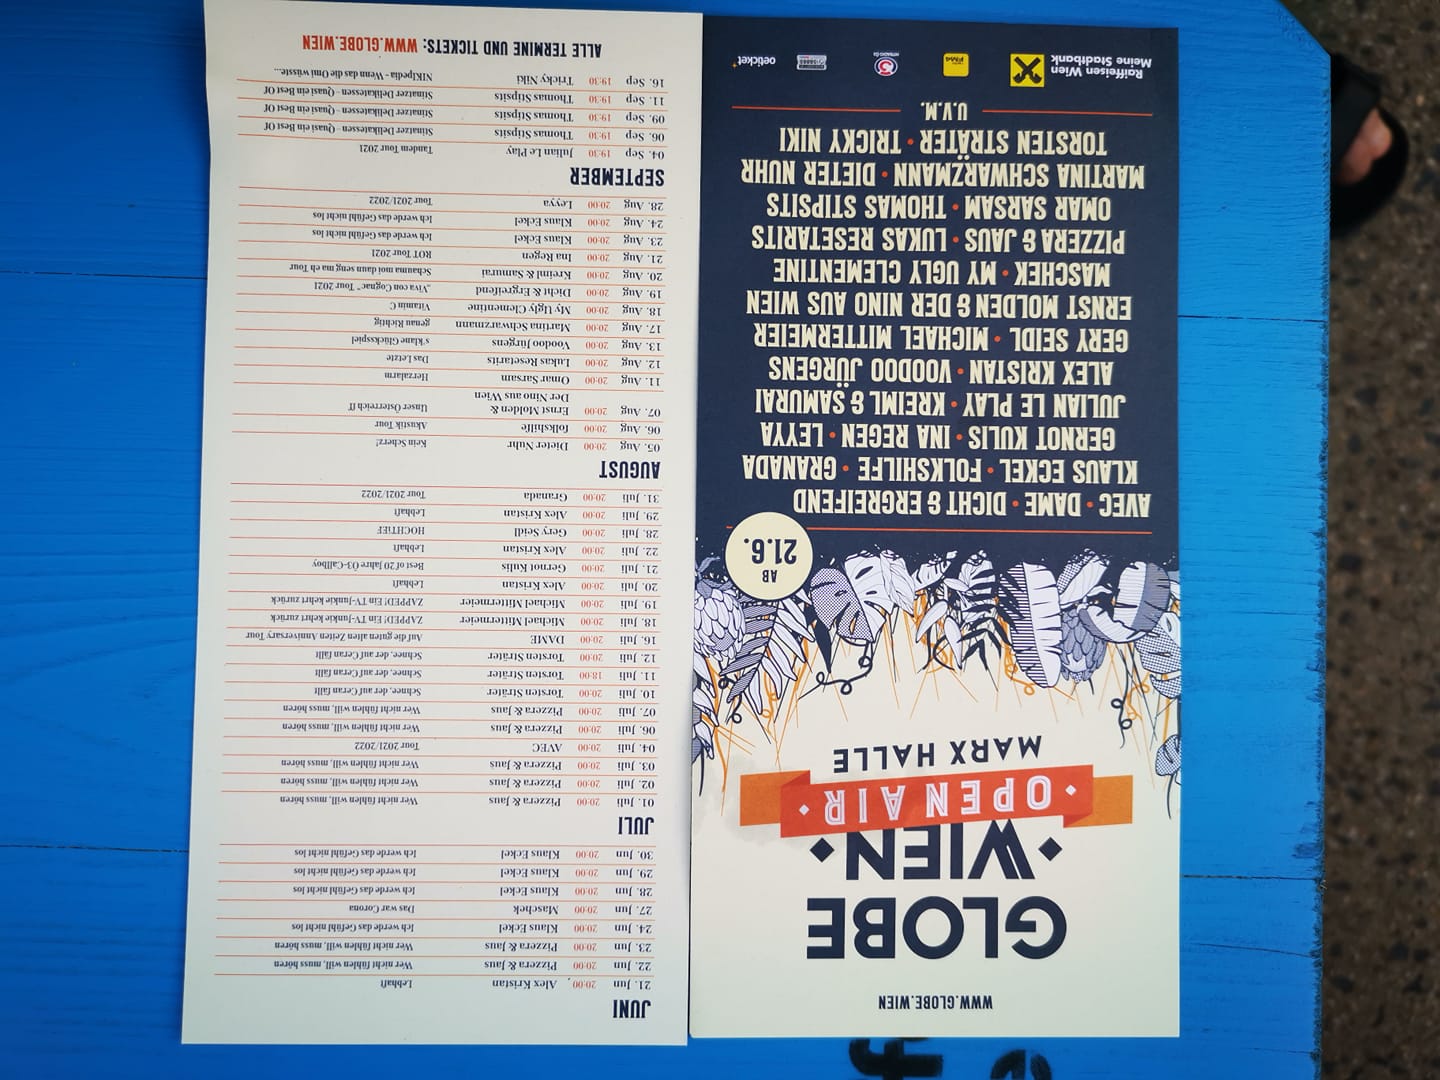 WWW.GLOBE.WIEN
GLOBE
WIEN
OPEN AIR
MARX HALLE
AB
21.6.
AVEC • DAME • DICHT & ERGREIFEND
KLAUS ECKEL • FOLKSHILFE • GRANADA
GERNOT KULIS • INA REGEN • LEYYA
JULIAN LE PLAY • KREIML & SAMURAI
ALEX KRISTAN • VOODOO JÜRGENS
GERY SEIDL • MICHAEL MITTERMEIER
ERNST MOLDEN & DER NINO AUS WIEN
MASCHEK • MY UGLY CLEMENTINE
PIZZERA & JAUS • LUKAS RESETARITS
OMAR SARSAM • THOMAS STIPSITS
MARTINA SCHWARZMANN • DIETER NUHR
TORSTEN STRÄTER • TRICKY NIKI
U.V.M.
Raiffeisen Wien
Meine Stadtbank
oeticket
JUNI
21. Jun 20:00 Alex Kristan Lebhaft
22. Jun 20:00 Pizzera & Jaus Wer nicht fühlen will, muss hören
23. Jun 20:00 Pizzera & Jaus Wer nicht fühlen will, muss hören
24. Jun 20:00 Klaus Eckel Ich werde das Gefühl nicht los
27. Jun 20:00 Maschek Das war Corona
28. Jun 20:00 Klaus Eckel Ich werde das Gefühl nicht los
29. Jun 20:00 Klaus Eckel Ich werde das Gefühl nicht los
30. Jun 20:00 Klaus Eckel Ich werde das Gefühl nicht los
JULI
01. Juli 20:00 Pizzera & Jaus Wer nicht fühlen will, muss hören
02. Juli 20:00 Pizzera & Jaus Wer nicht fühlen will, muss hören
03. Juli 20:00 Pizzera & Jaus Wer nicht fühlen will, muss hören
04. Juli 20:00 AVEC Tour 2021/2022
06. Juli 20:00 Pizzera & Jaus Wer nicht fühlen muss, will hören
07. Juli 20:00 Pizzera & Jaus Wer nicht fühlen muss, will hören
10. Juli 20:00 Torsten Sträter Schnee, der auf Ceran fällt
11. Juli 18:00 Torsten Sträter Schnee, der auf Ceran fällt
12. Juli 20:00 Torsten Sträter Schnee, der auf Ceran fällt
16. Juli 20:00 DAME Auf die guten alten Zeiten Anniversary Tour
18. Juli 20:00 Michael Mittermeier ZAPPED! Ein TV-Junkie kehrt zurück
19. Juli 20:00 Michael Mittermeier ZAPPED! Ein TV-Junkie kehrt zurück
20. Juli 20:00 Alex Kristan Lebhaft
21. Juli 20:00 Gernot Kulis Best of 20 Jahre Ö3-Callboy
22. Juli 20:00 Alex Kristan Lebhaft
28. Juli 20:00 Gery Seidl HOCHTIEF
29. Juli 20:00 Alex Kristan Lebhaft
31. Juli 20:00 Granada Tour 2021/2022
AUGUST
05. Aug 20:00 Dieter Nuhr Kein Scherz!
06. Aug 20:00 folkshilfe Akustik Tour
07. Aug 20:00 Ernst Molden & Unser Österreich II
Der Nino aus Wien
11. Aug 20:00 Omar Sarsam Herzalarm
12. Aug 20:00 Lukas Resetarits Das Letzte
13. Aug 20:00 Voodoo Jürgens s'klane Glücksspiel
17. Aug 20:00 Martina Schwarzmann genau Richtig
18. Aug 20:00 My Ugly Clementine Vitamin C
19. Aug 20:00 Dicht & Ergreifend "Viva con Cognac" Tour 2021
20. Aug 20:00 Kreiml & Samurai Schauma moi daun seng ma eh Tour
21. Aug 20:00 Ina Regen ROT Tour 2021
23. Aug 20:00 Klaus Eckel Ich werde das Gefühl nicht los
24. Aug 20:00 Klaus Eckel Ich werde das Gefühl nicht los
28. Aug 20:00 Leyya Tour 2021/2022
SEPTEMBER
04. Sep 19:30 Julian Le Play Tandem Tour 2021
06. Sep 19:30 Thomas Stipsits Stinatzer Delikatessen - Quasi ein Best Of
09. Sep 19:30 Thomas Stipsits Stinatzer Delikatessen - Quasi ein Best Of
11. Sep 19:30 Thomas Stipsits Stinatzer Delikatessen - Quasi ein Best Of
16. Sep 19:30 Tricky Niki NIKIpedia - Wenn das die Omi wüsste...
ALLE TERMINE UND TICKETS: WWW.GLOBE.WIEN